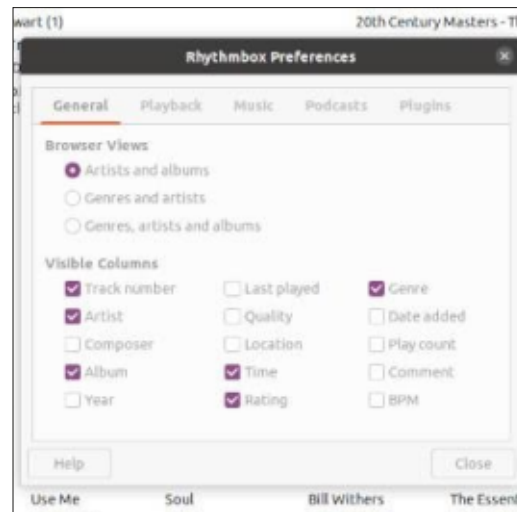 wart (1) 20th Century Masters - T
Rhythmbox Preferences
General Playback Music Podcasts Plugins
Browser Views
Artists and albums
Genres and artists
Genres, artists and albums
Visible Columns
Track number Last played Genre
Artist Quality Date added
Composer Location Play count
Album Time Comment
Year Rating BPM
Help Close
Use Me Soul Bill Withers The Essen